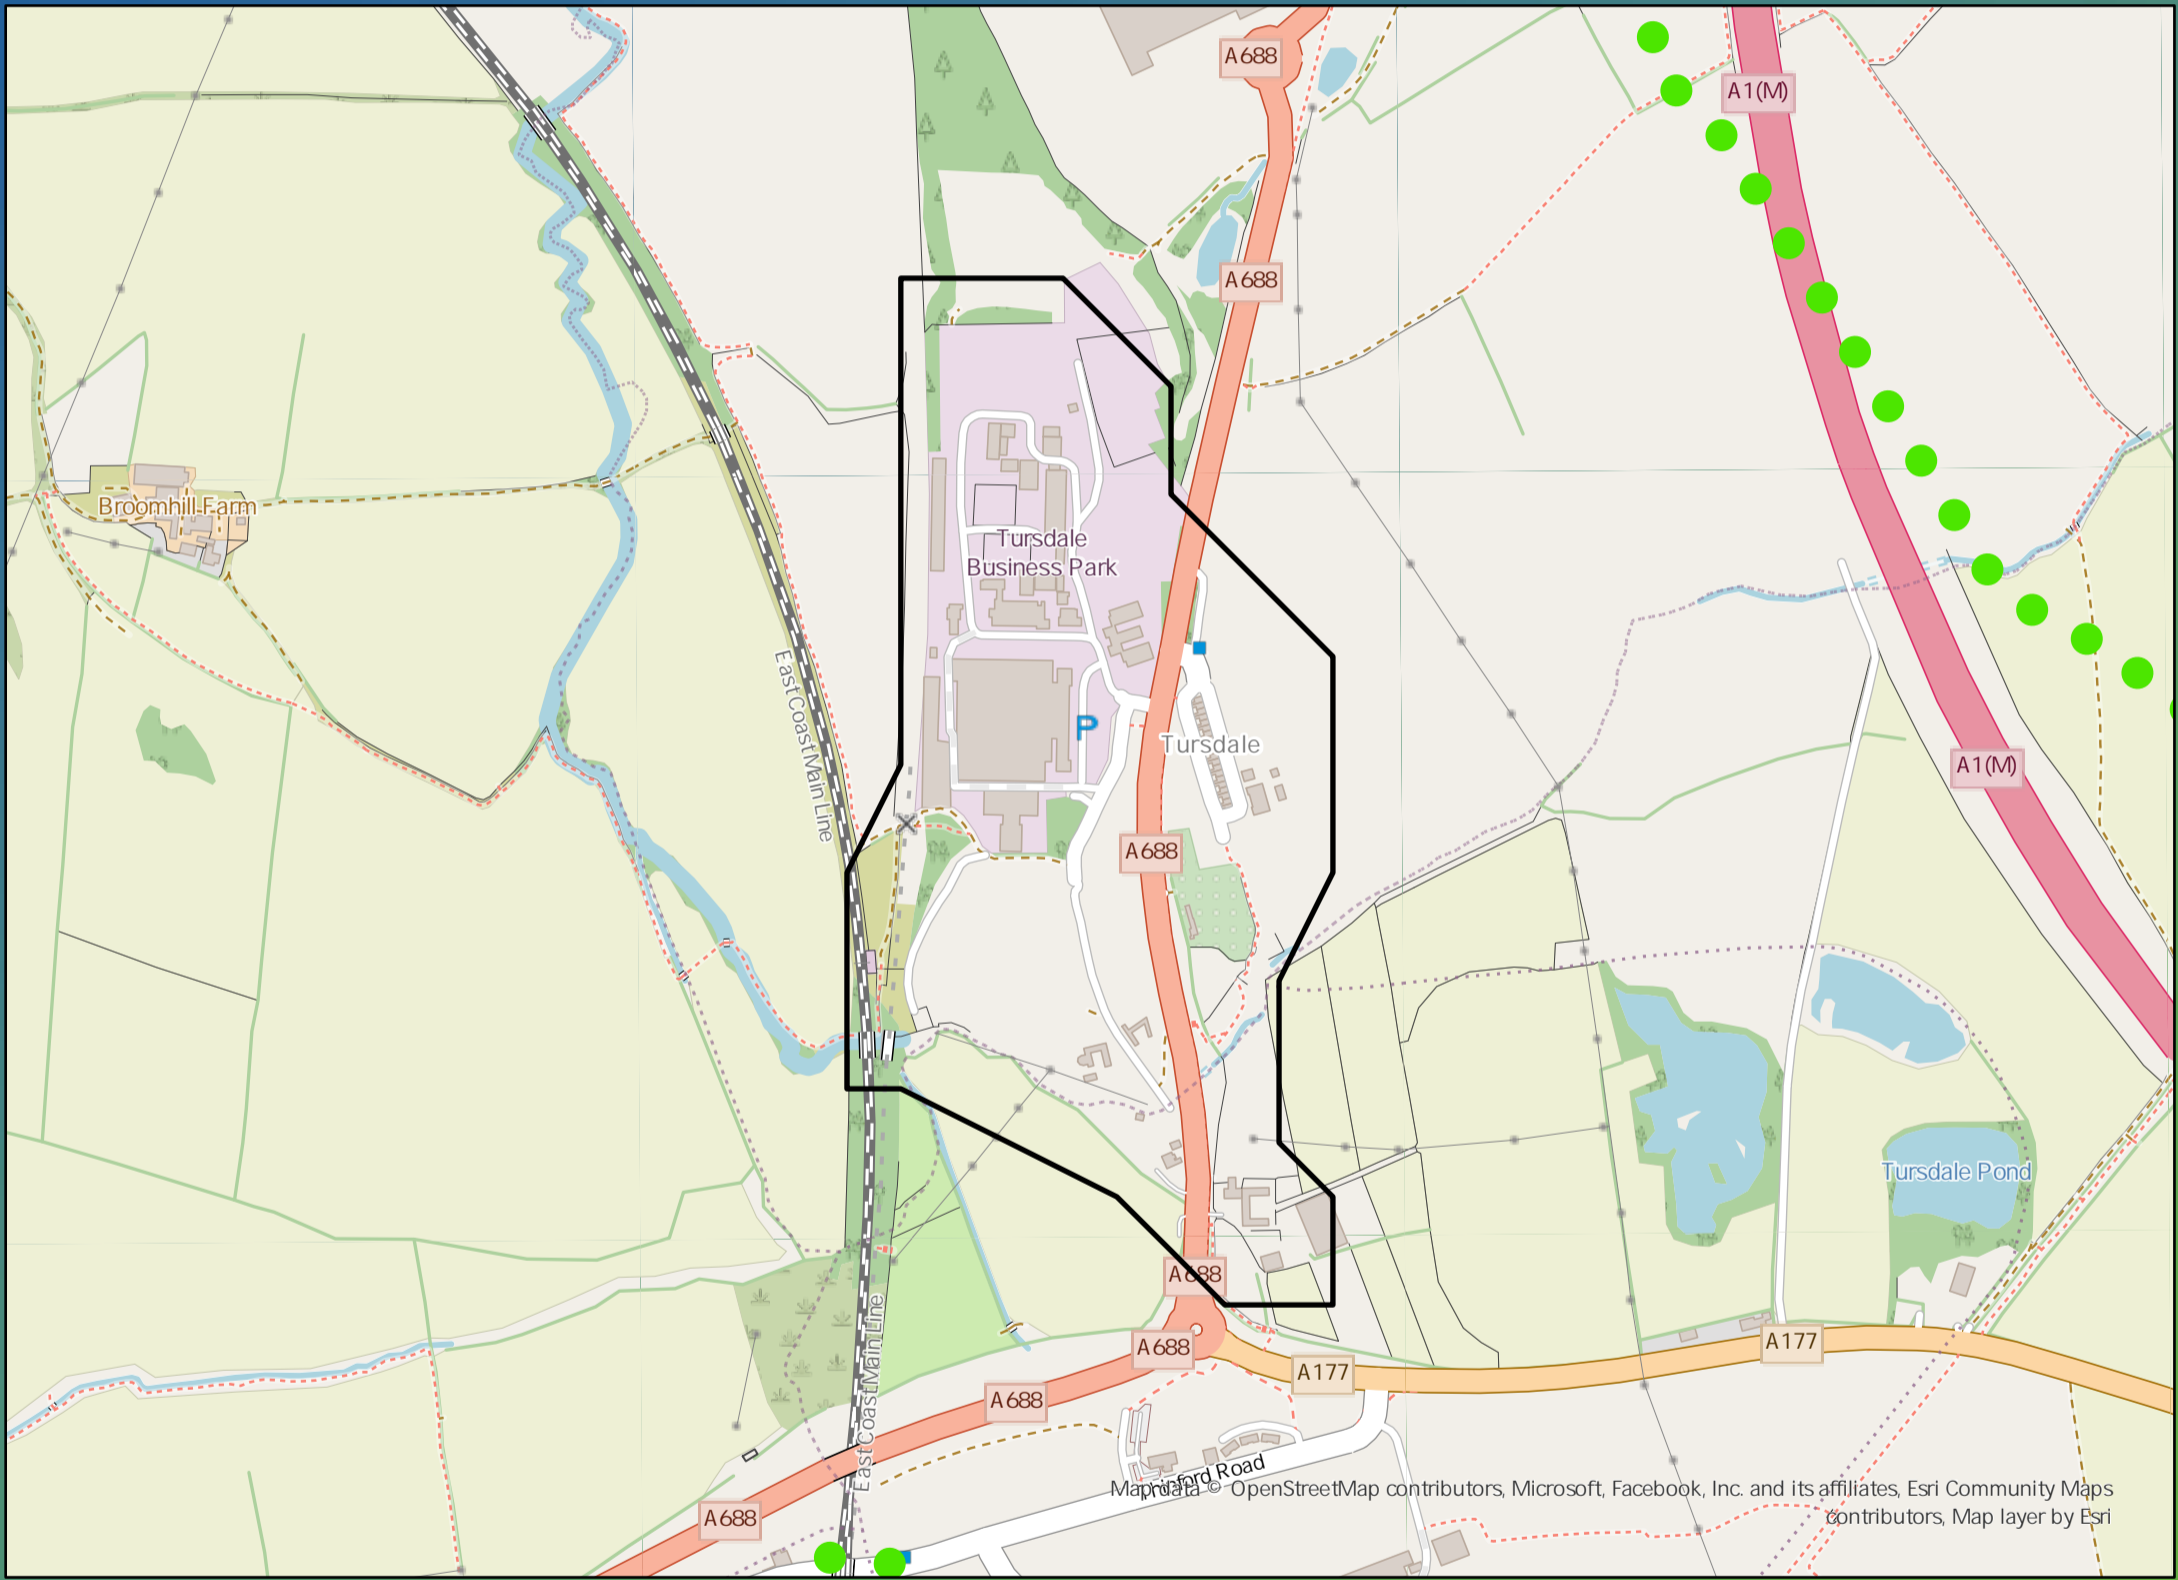 A688
A1(M)
A688
Broomhill Farm
Tursdale
Business Park
East Coast Main Line
P
Tursdale
A1(M)
A688
Tursdale Pond
A688
A177
A688
A177
A688
East Coast Main Line
Road
A688
Map data © OpenStreetMap contributors, Microsoft, Facebook, Inc. and its affiliates, Esri Community Maps
contributors, Map layer by Esri